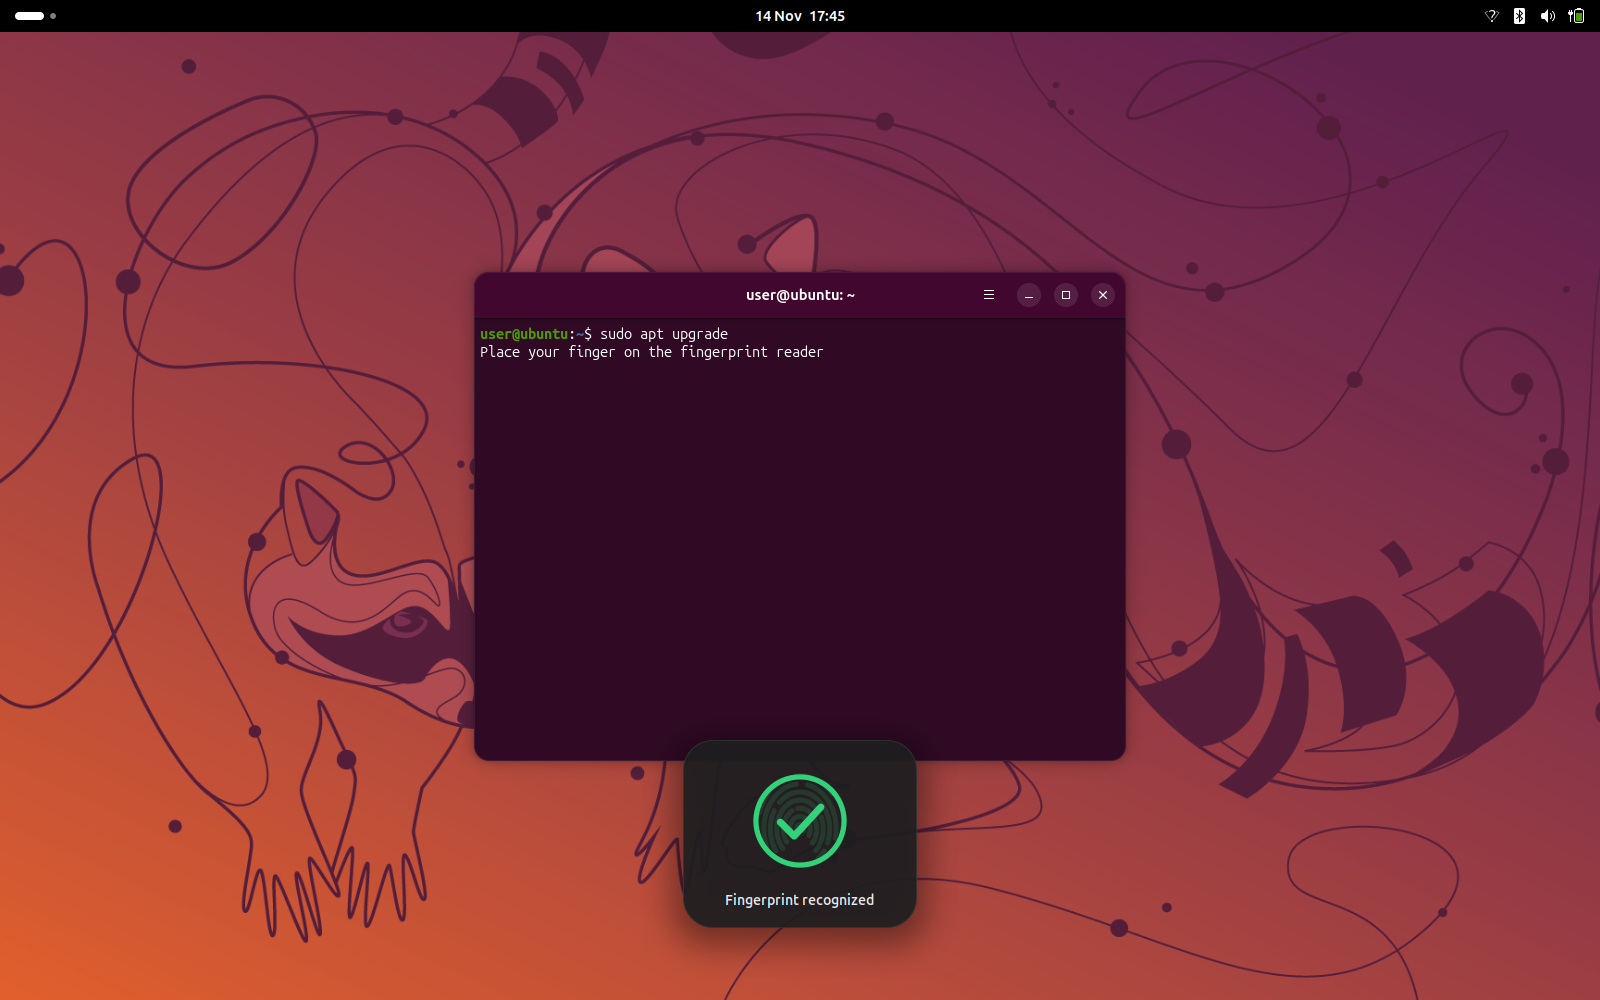 14 Nov 17:45
user@ubuntu: ~
user@ubuntu:~$ sudo apt upgrade
Place your finger on the fingerprint reader
Fingerprint recognized